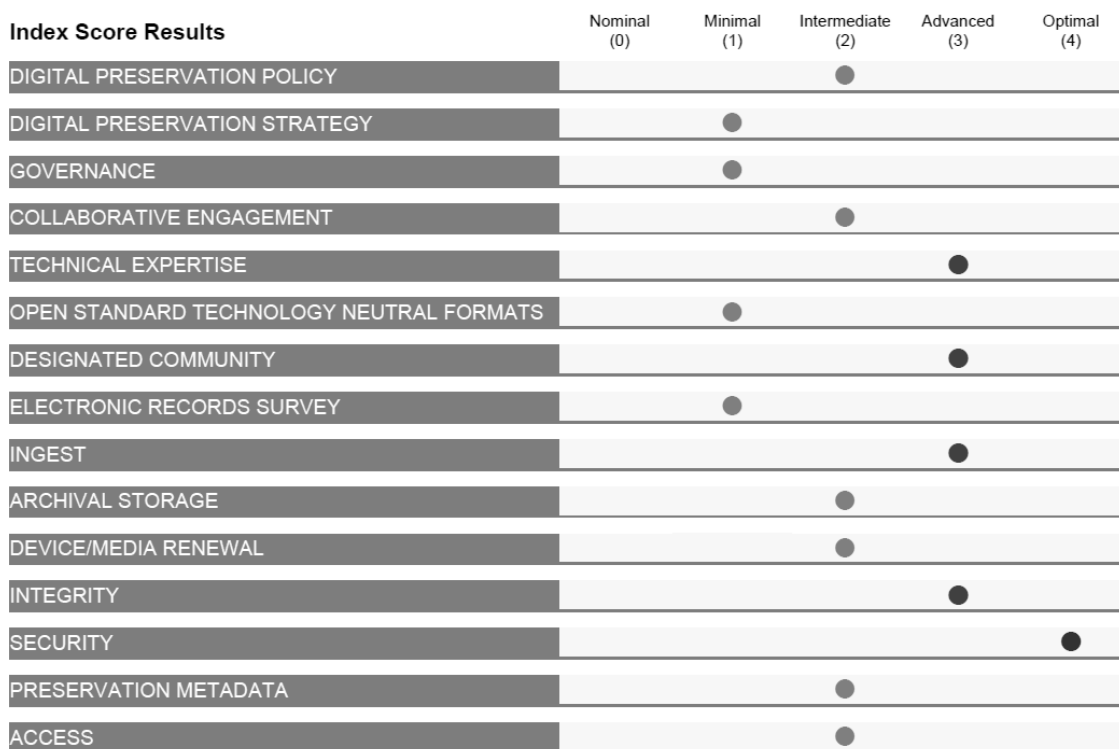 Index Score Results
Nominal Minimal Intermediate Advanced Optimal
(0) (1) (2) (3) (4)
DIGITAL PRESERVATION POLICY
DIGITAL PRESERVATION STRATEGY
GOVERNANCE
COLLABORATIVE ENGAGEMENT
TECHNICAL EXPERTISE
OPEN STANDARD TECHNOLOGY NEUTRAL FORMATS
DESIGNATED COMMUNITY
ELECTRONIC RECORDS SURVEY
INGEST
ARCHIVAL STORAGE
DEVICE/MEDIA RENEWAL
INTEGRITY
SECURITY
PRESERVATION METADATA
ACCESS